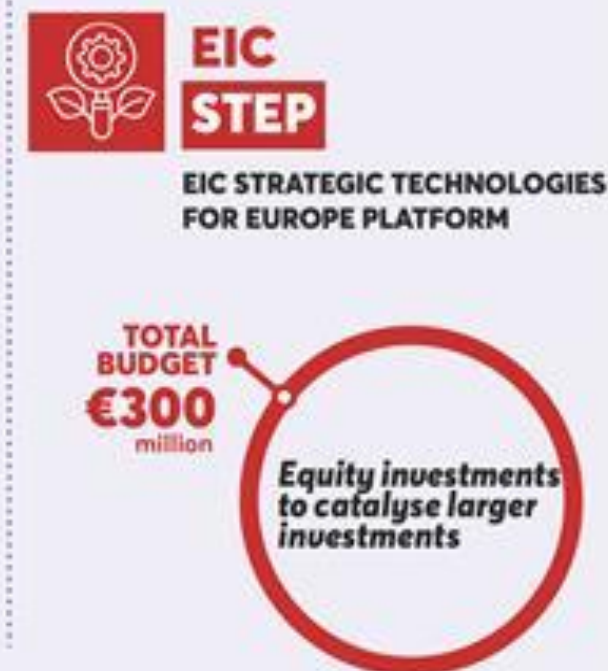 EIC
STEP
EIC STRATEGIC TECHNOLOGIES
FOR EUROPE PLATFORM
TOTAL
BUDGET
€300
million
Equity investments
to catalyse larger
investments